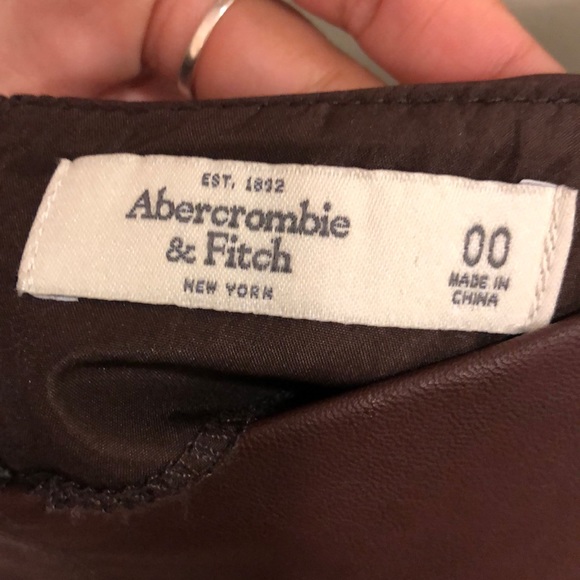 EST. 1892
Abercrombie
& Fitch
NEW YORK
00
MADE IN
CHINA